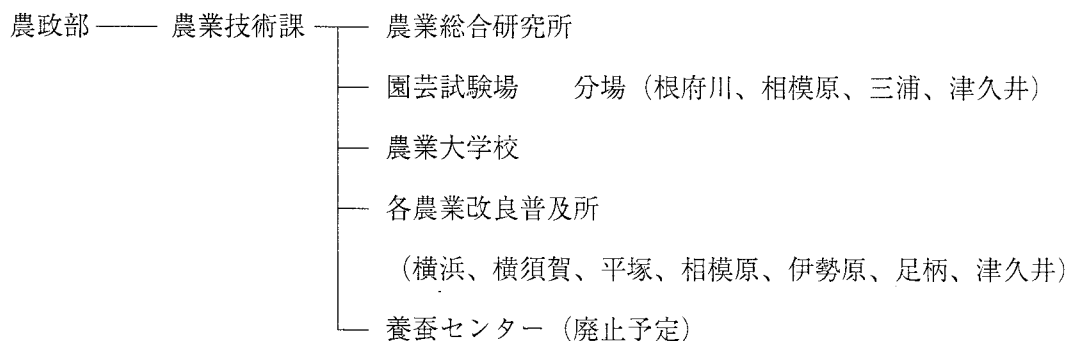 農政部 農業技術課 農業総合研究所
園芸試験場 分場（根府川、相模原、三浦、津久井）
農業大学校
各農業改良普及所
（横浜、横須賀、平塚、相模原、伊勢原、足柄、津久井）
養蚕センター（廃止予定）